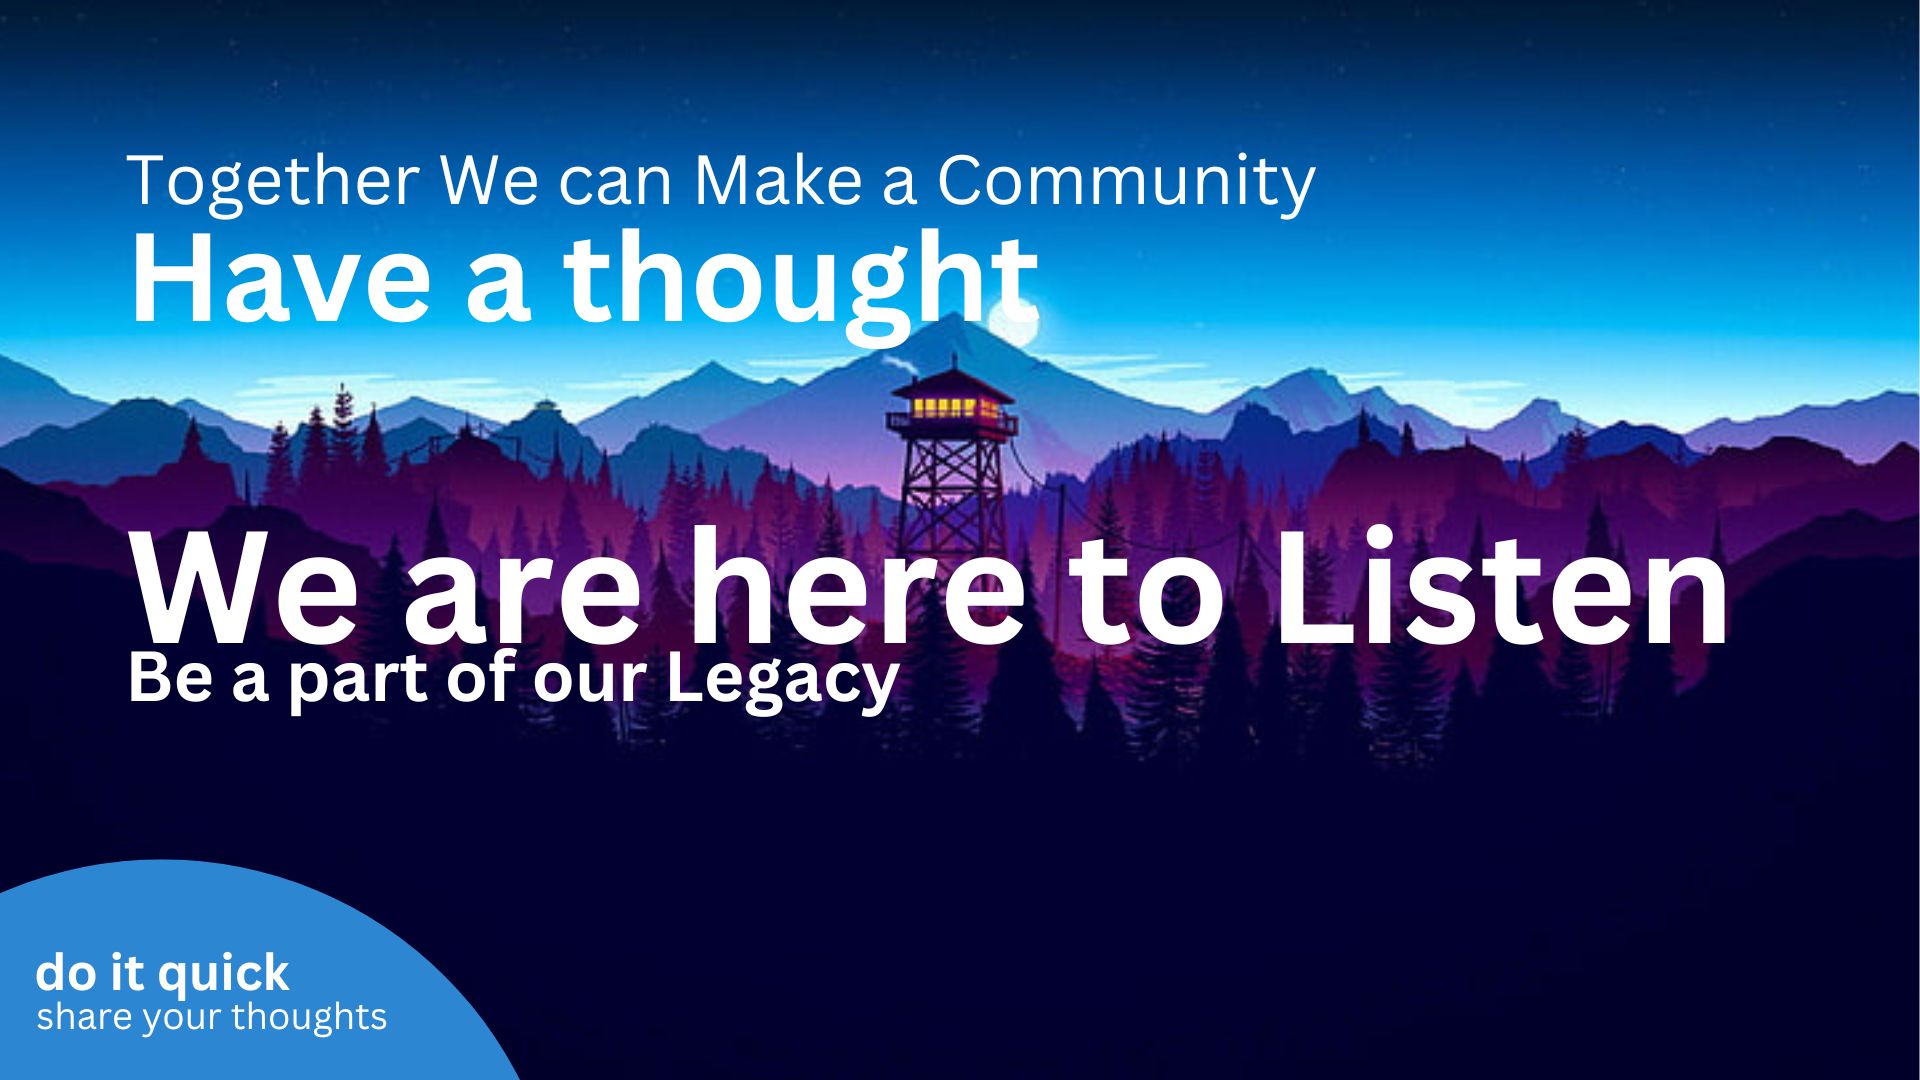 Together We can Make a Community
Have a thought
We are here to Listen
Be a part of our Legacy
do it quick
share your thoughts